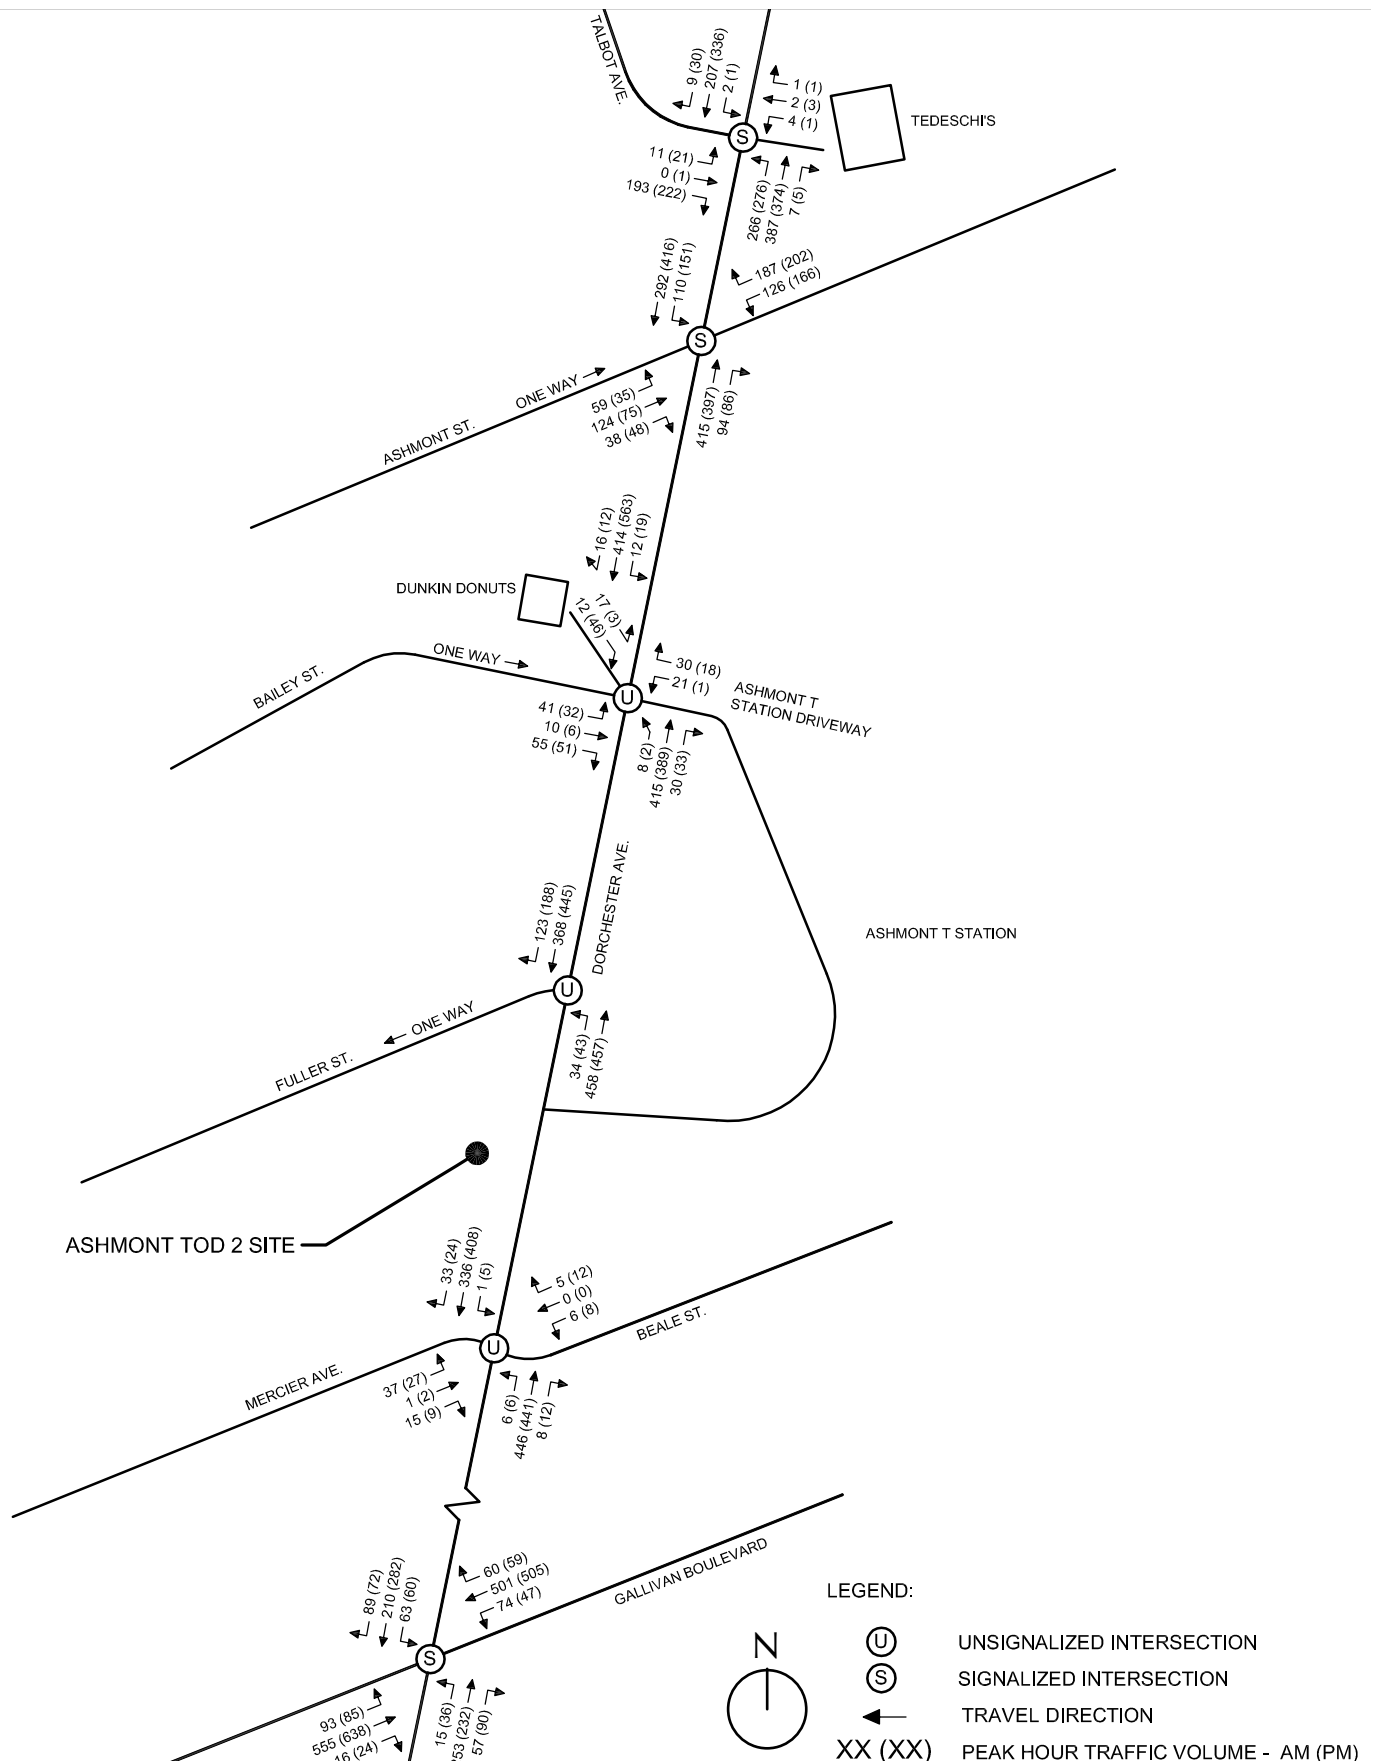 TALBOT AVE.
9 (30)
207 (336)
2 (1)
1 (1)
2 (3)
4 (1)
TEDESCHI'S
11 (21)
0 (1)
193 (222)
266 (276)
387 (374)
7 (5)
292 (416)
110 (151)
187 (202)
126 (166)
ONE WAY
ASHMONT ST.
59 (35)
124 (75)
38 (48)
415 (397)
94 (86)
16 (12)
414 (563)
12 (19)
DUNKIN DONUTS
17 (3)
12 (46)
ONE WAY
BAILEY ST.
30 (18)
21 (1)
ASHMONT T
STATION DRIVEWAY
41 (32)
10 (6)
55 (51)
8 (2)
415 (389)
30 (33)
DORCHESTER AVE.
123 (188)
368 (445)
ASHMONT T STATION
ONE WAY
FULLER ST.
34 (43)
458 (457)
ASHMONT TOD 2 SITE
33 (24)
336 (408)
1 (5)
5 (12)
0 (0)
6 (8)
BEALE ST.
MERCIER AVE.
37 (27)
1 (2)
15 (9)
6 (6)
446 (441)
8 (12)
89 (72)
210 (282)
63 (60)
60 (59)
501 (505)
74 (47)
GALLIVAN BOULEVARD
93 (85)
555 (638)
16 (24)
15 (36)
(232)
57 (90)
S
S
U
U
U
S
LEGEND:
N
U UNSIGNALIZED INTERSECTION
S SIGNALIZED INTERSECTION
TRAVEL DIRECTION
XX (XX) PEAK HOUR TRAFFIC VOLUME - AM (PM)